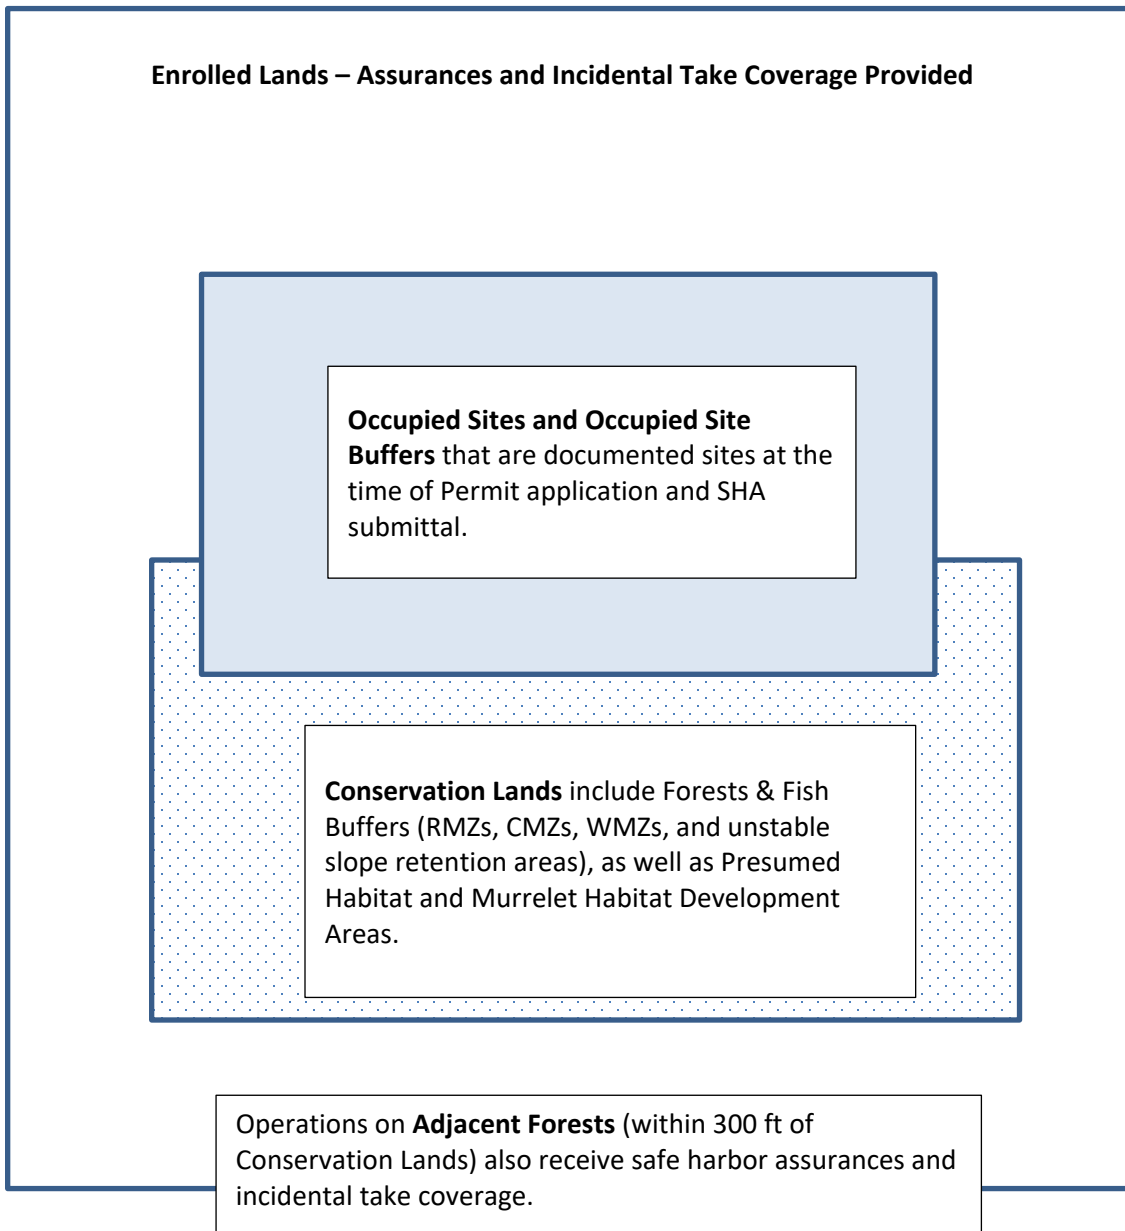 Enrolled Lands – Assurances and Incidental Take Coverage Provided
Occupied Sites and Occupied Site
Buffers that are documented sites at the
time of Permit application and SHA
submittal.
Conservation Lands include Forests & Fish
Buffers (RMZs, CMZs, WMZs, and unstable
slope retention areas), as well as Presumed
Habitat and Murrelet Habitat Development
Areas.
Operations on Adjacent Forests (within 300 ft of
Conservation Lands) also receive safe harbor assurances and
incidental take coverage.